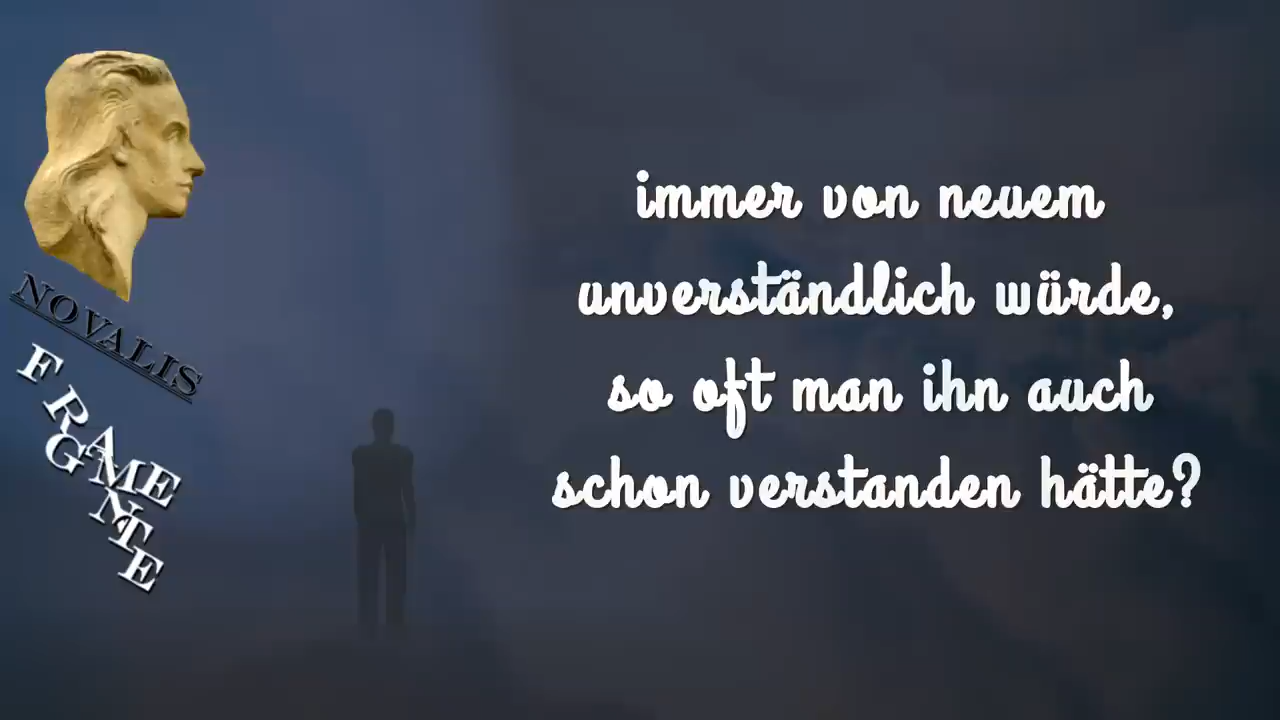 NOVALIS
FRAGMENTE
immer von neuem
unverständlich würde,
so oft man ihn auch
schon verstanden hätte?